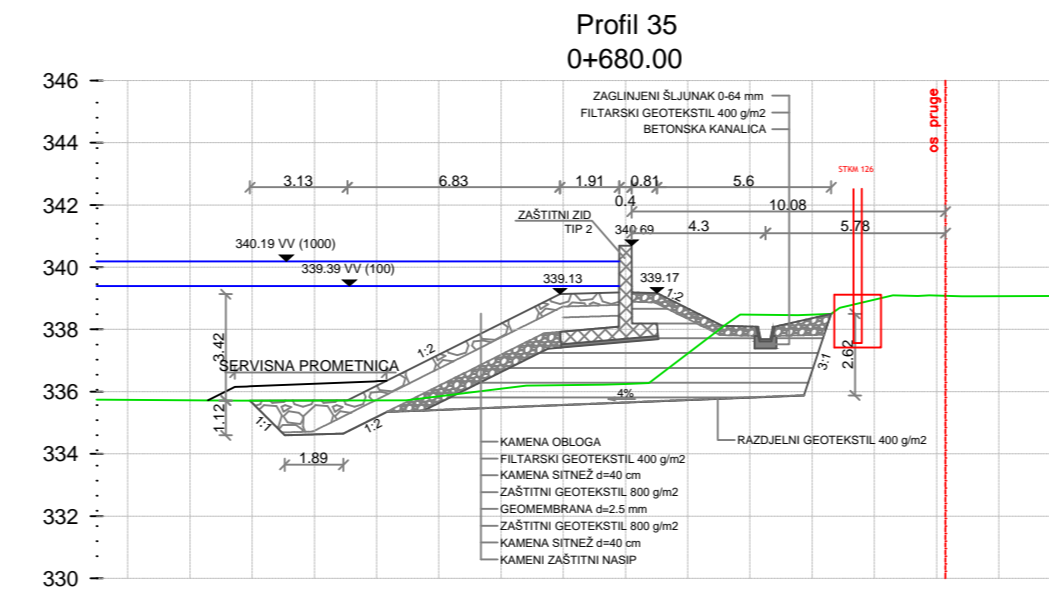 Profil 35
0+680.00
346
344
342
340
338
336
334
332
330
ZAGLINJENI ŠLJUNAK 0-64 mm
FILTARSKI GEOTEKSTIL 400 g/m2
BETONSKA KANALICA
os pruge
STKM 126
3.13
6.83
1.91
0.81
5.6
0.4
10.08
ZAŠTITNI ZID
TIP 2
340.69
4.3
5.78
340.19 VV (1000)
339.39 VV (100)
339.13
339.17
1:2
3.42
1:2
SERVISNA PROMETNICA
2.62
3:1
4%
1.12
1:1
1:2
1.89
RAZDJELNI GEOTEKSTIL 400 g/m2
KAMENA OBLOGA
FILTARSKI GEOTEKSTIL 400 g/m2
KAMENA SITNEŽ d=40 cm
ZAŠTITNI GEOTEKSTIL 800 g/m2
GEOMEMBRANA d=2.5 mm
ZAŠTITNI GEOTEKSTIL 800 g/m2
KAMENA SITNEŽ d=40 cm
KAMENI ZAŠTITNI NASIP